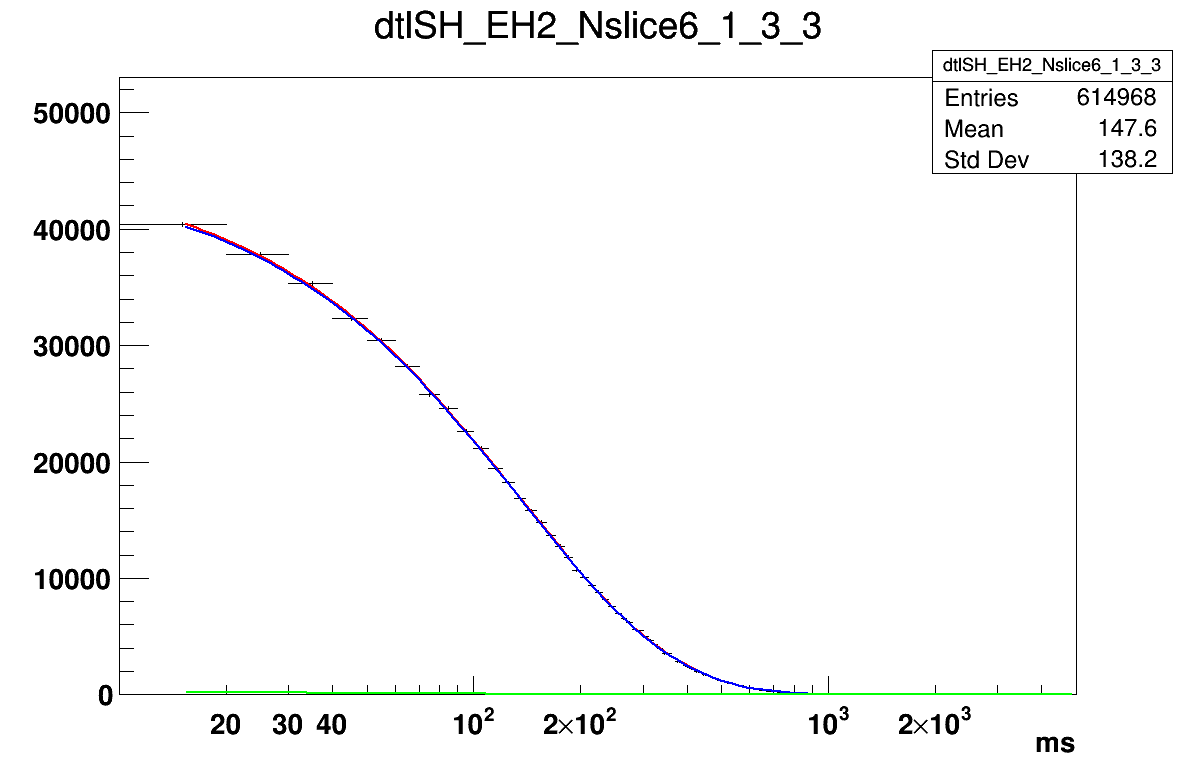 dtlSH_EH2_Nslice6_1_3_3
dtlSH_EH2_Nslice6_1_3_3
Entries 614968
Mean 147.6
Std Dev 138.2
50000
40000
30000
20000
10000
0
20 30 40 10² 2×10² 10³ 2×10³
ms